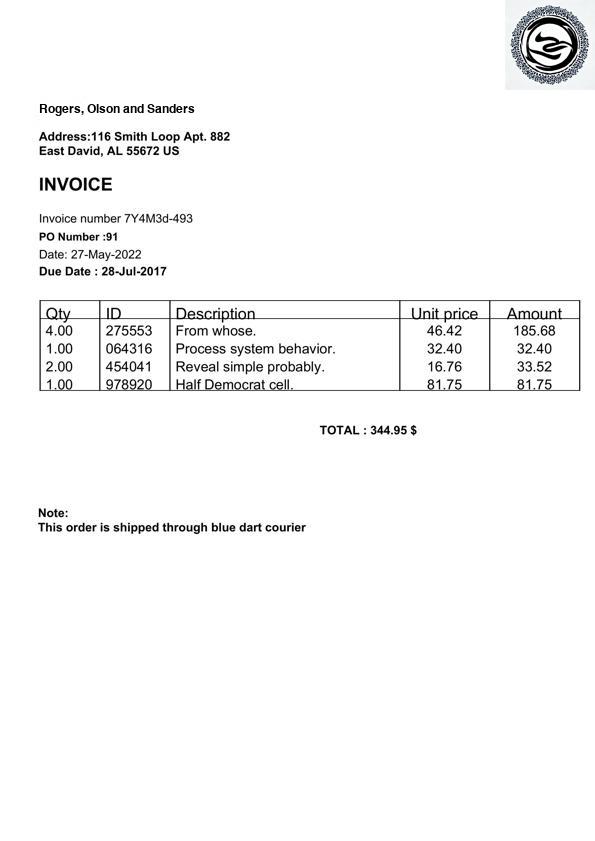 Rogers, Olson and Sanders
Address:116 Smith Loop Apt. 882
East David, AL 55672 US
INVOICE
Invoice number 7Y4M3d-493
PO Number :91
Date: 27-May-2022
Due Date : 28-Jul-2017
Qty ID Description Unit price Amount
4.00 275553 From whose. 46.42 185.68
1.00 064316 Process system behavior. 32.40 32.40
2.00 454041 Reveal simple probably. 16.76 33.52
1.00 978920 Half Democrat cell. 81.75 81.75
TOTAL : 344.95 $
Note:
This order is shipped through blue dart courier